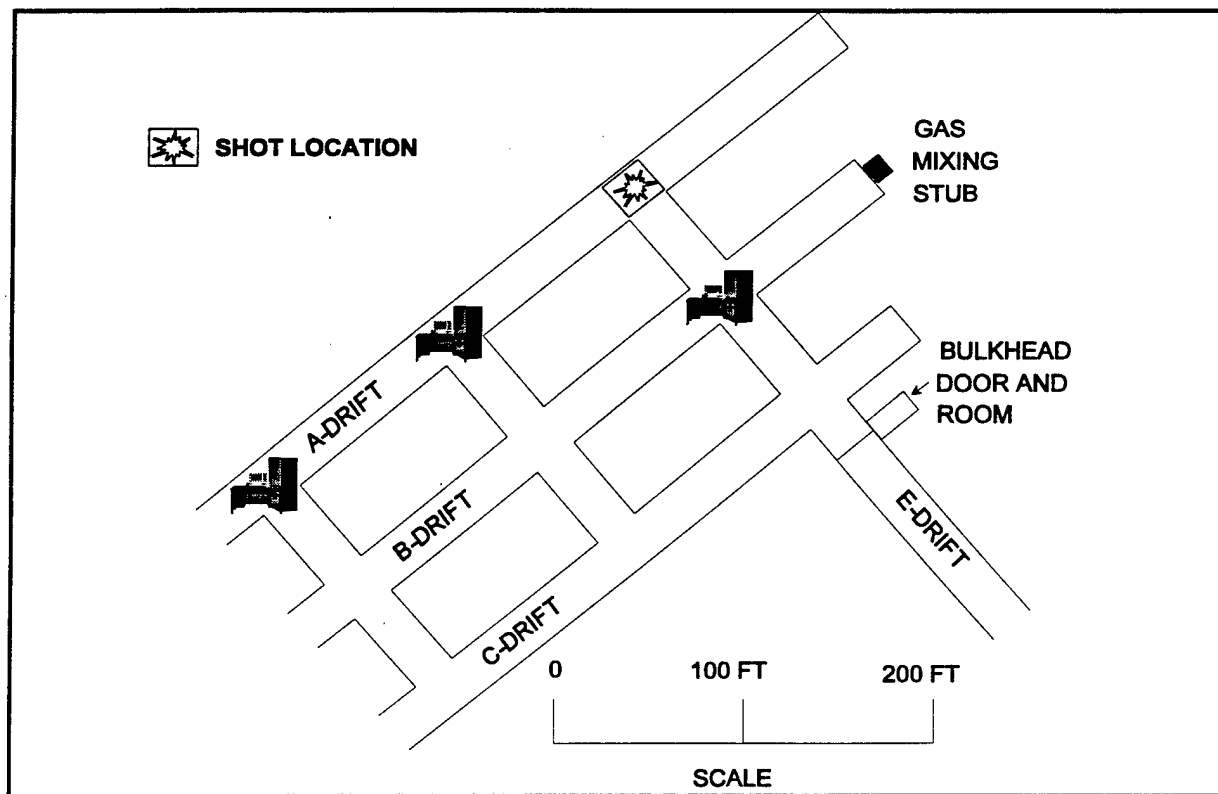 SHOT LOCATION
GAS
MIXING
STUB
BULKHEAD
DOOR AND
ROOM
A-DRIFT
B-DRIFT
C-DRIFT
E-DRIFT
0 100 FT 200 FT
SCALE